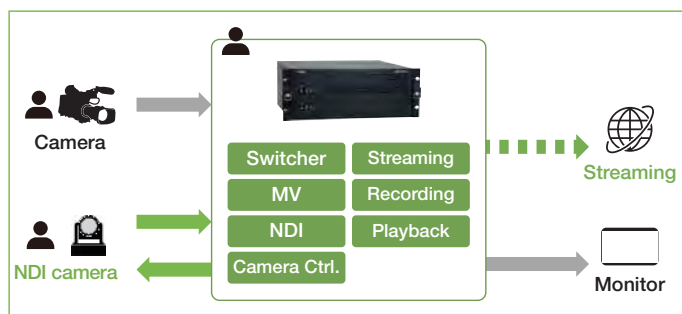 Camera
NDI camera
Switcher
Streaming
MV
Recording
NDI
Playback
Camera Ctrl.
Streaming
Monitor